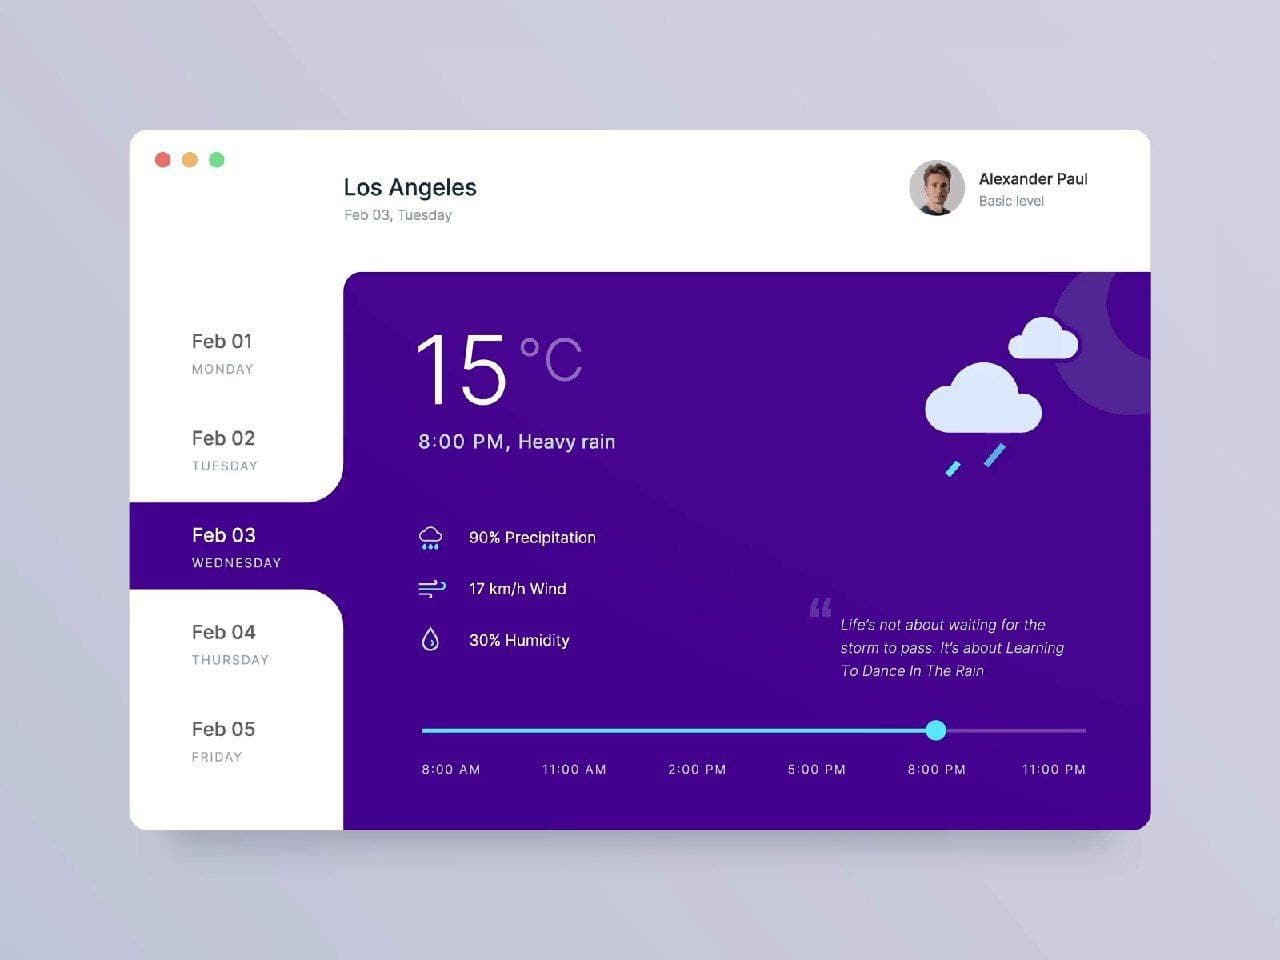 Los Angeles
Feb 03, Tuesday
Alexander Paul
Basic level
Feb 01
MONDAY
Feb 02
TUESDAY
Feb 03
WEDNESDAY
Feb 04
THURSDAY
Feb 05
FRIDAY
15 °C
8:00 PM, Heavy rain
90% Precipitation
17 km/h Wind
30% Humidity
“
Life's not about waiting for the
storm to pass. It's about Learning
To Dance In The Rain
8:00 AM 11:00 AM 2:00 PM 5:00 PM 8:00 PM 11:00 PM